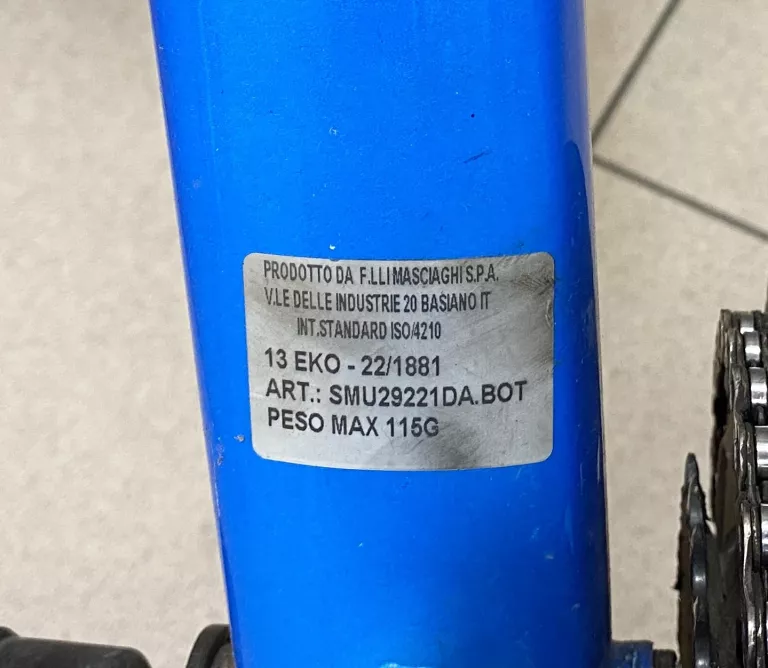 PRODOTTO DA F.LLI MASCIAGHI S.P.A.
V.LE DELLE INDUSTRIE 20 BASIANO IT
INT.STANDARD ISO/4210
13 EKO - 22/1881
ART.: SMU29221DA.BOT
PESO MAX 115G